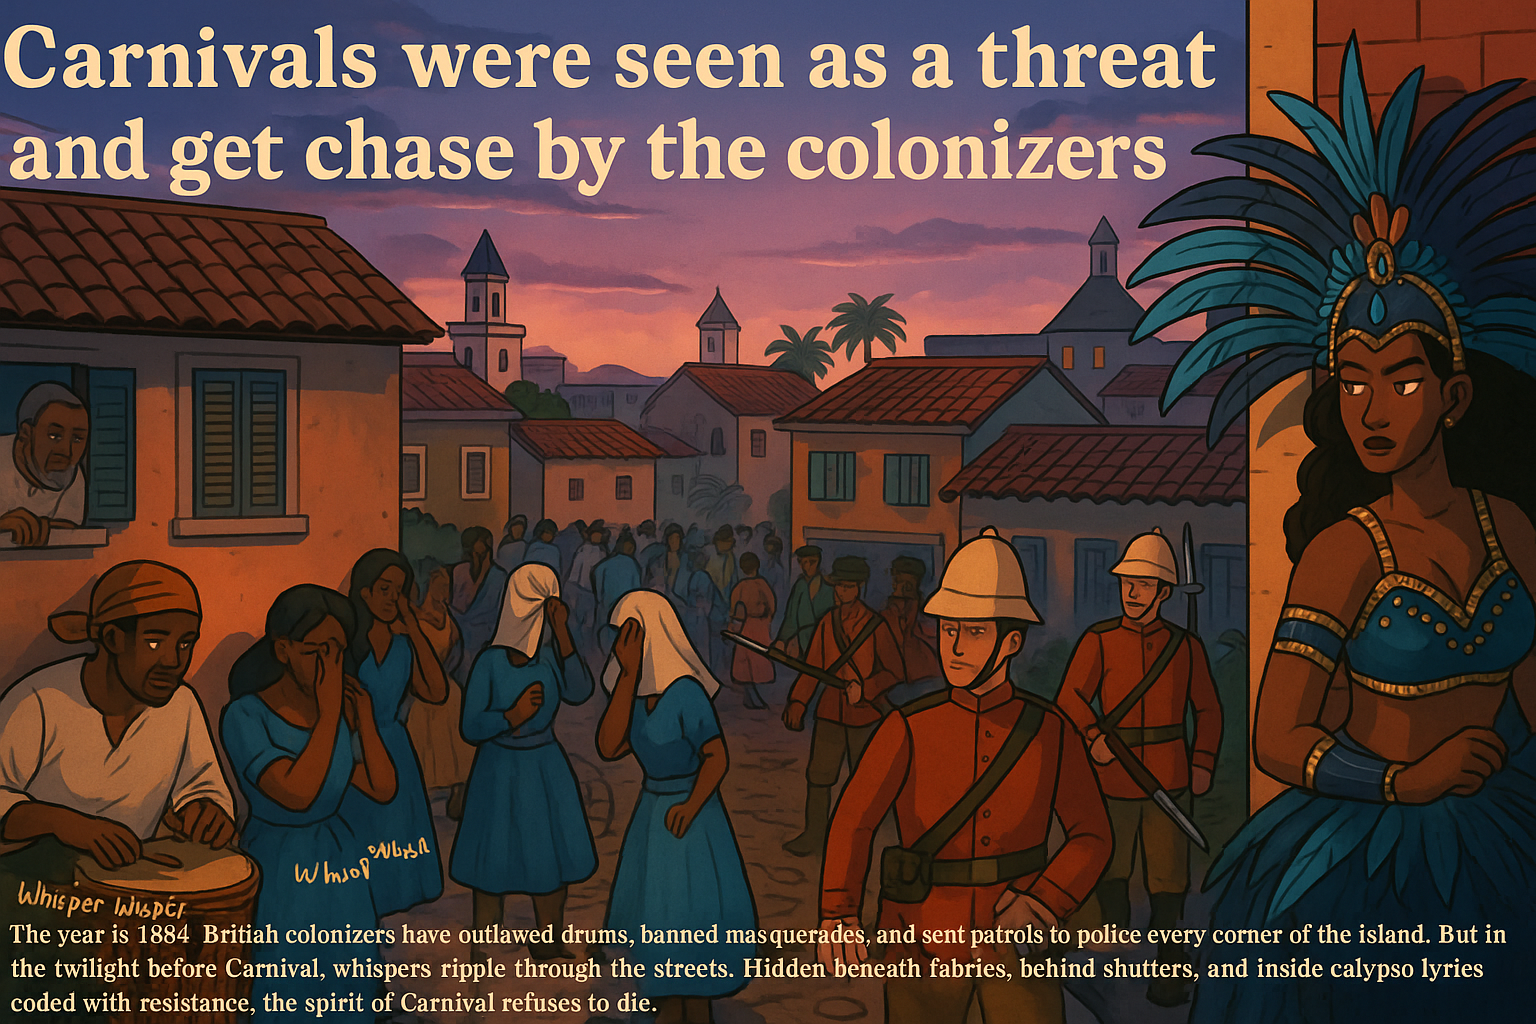 Carnivals were seen as a threat
and get chase by the colonizers
Whisper Wispér
The year is 1884 Britiah colonizers have outlawed drums, banned masquerades, and sent patrols to police every corner of the island. But in
the twilight before Carnival, whispers ripple through the streets. Hidden beneath fabries, behind shutters, and inside calypso lyries
coded with resistance, the spirit of Carnival refuses to die.